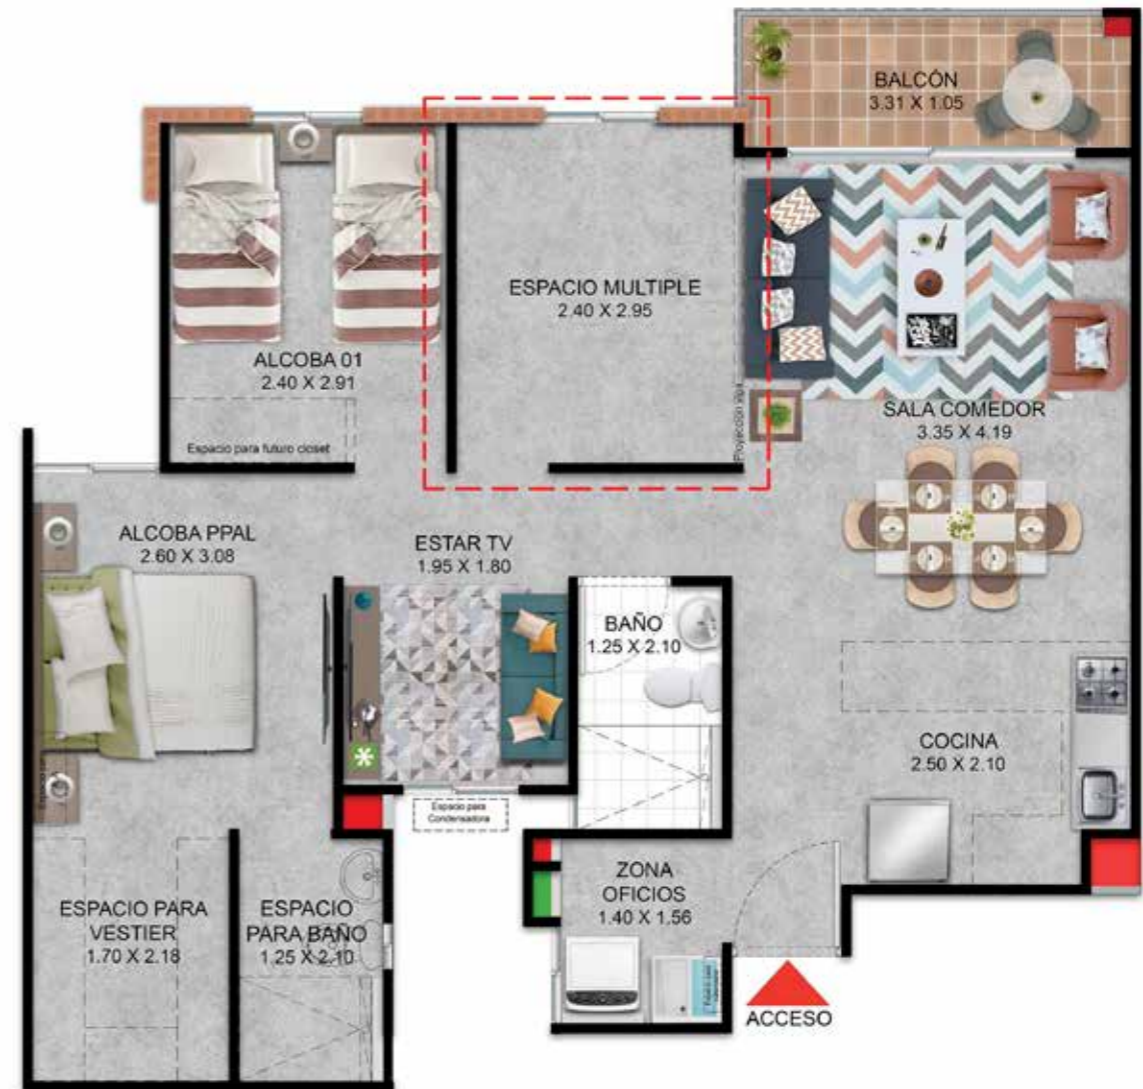 BALCÓN
3.31 X 1.05
ESPACIO MULTIPLE
2.40 X 2.95
ALCOBA 01
2.40 X 2.91
Espacio para futuro closet
Proyección viga
SALA COMEDOR
3.35 X 4.19
ALCOBA PPAL
2.60 X 3.08
ESTAR TV
1.95 X 1.80
BAÑO
1.25 X 2.10
COCINA
2.50 X 2.10
Espacio para
Condensadora
ZONA
OFICIOS
1.40 X 1.56
ESPACIO PARA
VESTIER
1.70 X 2.18
ESPACIO
PARA BAÑO
1.25 X 2.10
ACCESO